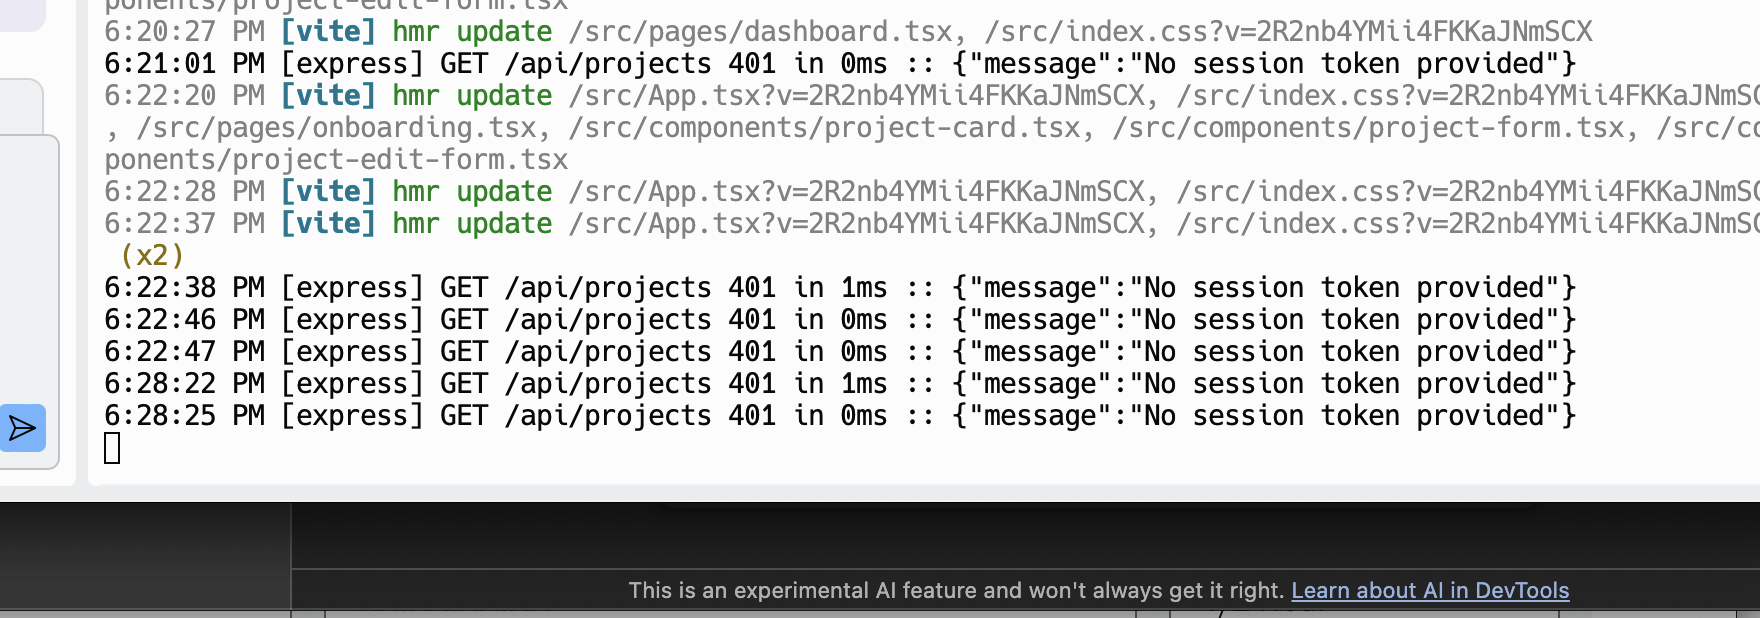 ponents/project-edit-form.tsx
6:20:27 PM [vite] hmr update /src/pages/dashboard.tsx, /src/index.css?v=2R2nb4YMii4FKKaJNmSCX
6:21:01 PM [express] GET /api/projects 401 in 0ms :: {"message":"No session token provided"}
6:22:20 PM [vite] hmr update /src/App.tsx?v=2R2nb4YMii4FKKaJNmSCX, /src/index.css?v=2R2nb4YMii4FKKaJNmSC
, /src/pages/onboarding.tsx, /src/components/project-card.tsx, /src/components/project-form.tsx, /src/co
ponents/project-edit-form.tsx
6:22:28 PM [vite] hmr update /src/App.tsx?v=2R2nb4YMii4FKKaJNmSCX, /src/index.css?v=2R2nb4YMii4FKKaJNmSC
6:22:37 PM [vite] hmr update /src/App.tsx?v=2R2nb4YMii4FKKaJNmSCX, /src/index.css?v=2R2nb4YMii4FKKaJNmSC
(x2)
6:22:38 PM [express] GET /api/projects 401 in 1ms :: {"message":"No session token provided"}
6:22:46 PM [express] GET /api/projects 401 in 0ms :: {"message":"No session token provided"}
6:22:47 PM [express] GET /api/projects 401 in 0ms :: {"message":"No session token provided"}
6:28:22 PM [express] GET /api/projects 401 in 1ms :: {"message":"No session token provided"}
6:28:25 PM [express] GET /api/projects 401 in 0ms :: {"message":"No session token provided"}
This is an experimental AI feature and won't always get it right. Learn about AI in DevTools